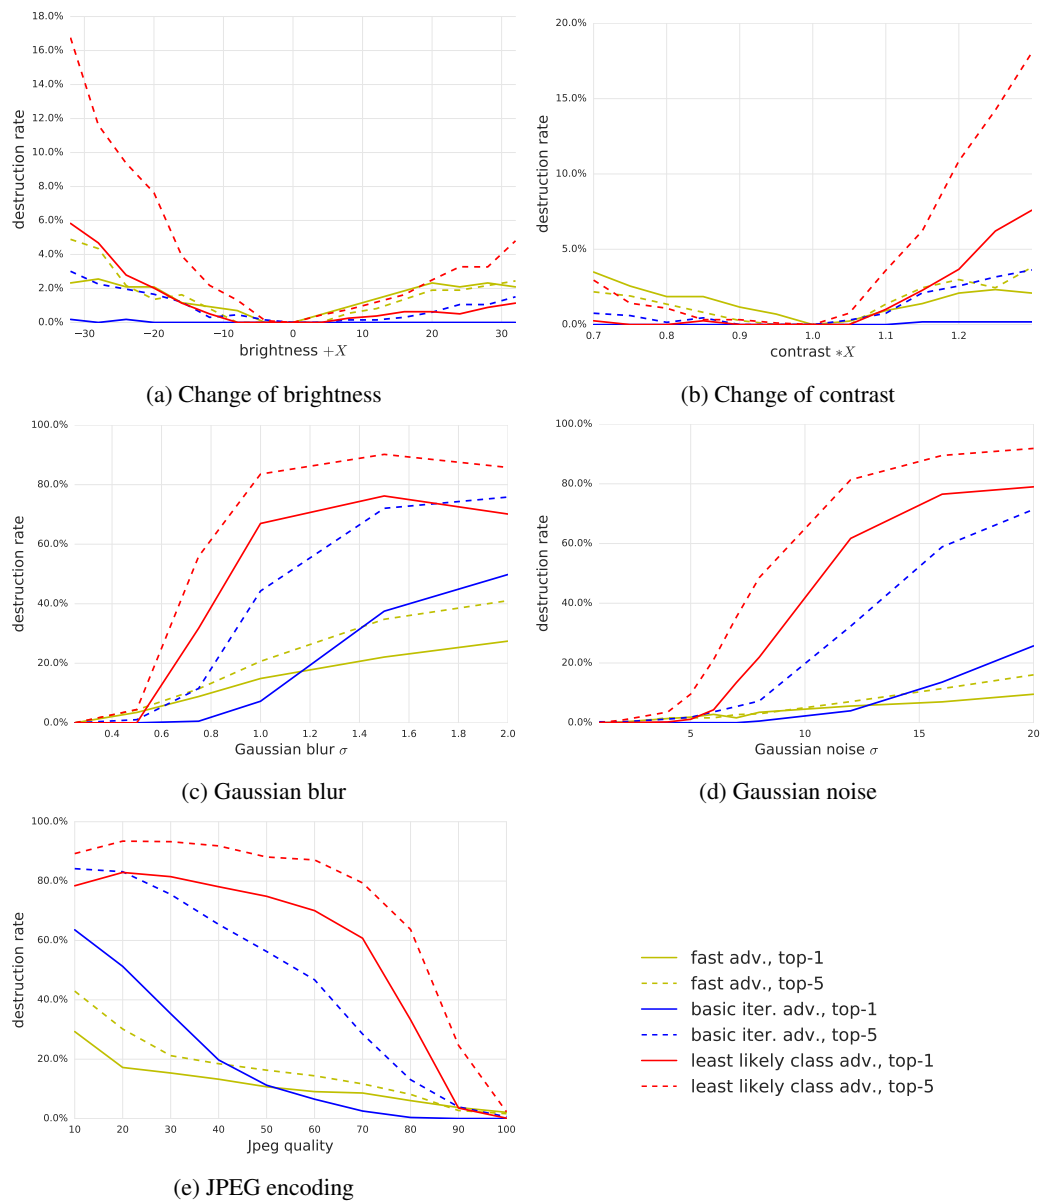 18.0%
16.0%
14.0%
12.0%
10.0%
8.0%
6.0%
4.0%
2.0%
0.0%
destruction rate
−30 −20 −10 0 10 20 30
brightness +X
(a) Change of brightness
20.0%
15.0%
10.0%
5.0%
0.0%
destruction rate
0.7 0.8 0.9 1.0 1.1 1.2
contrast ∗X
(b) Change of contrast
100.0%
80.0%
60.0%
40.0%
20.0%
0.0%
destruction rate
0.4 0.6 0.8 1.0 1.2 1.4 1.6 1.8 2.0
Gaussian blur σ
(c) Gaussian blur
100.0%
80.0%
60.0%
40.0%
20.0%
0.0%
destruction rate
5 10 15 20
Gaussian noise σ
(d) Gaussian noise
100.0%
80.0%
60.0%
40.0%
20.0%
0.0%
destruction rate
10 20 30 40 50 60 70 80 90 100
Jpeg quality
(e) JPEG encoding
fast adv., top-1
fast adv., top-5
basic iter. adv., top-1
basic iter. adv., top-5
least likely class adv., top-1
least likely class adv., top-5